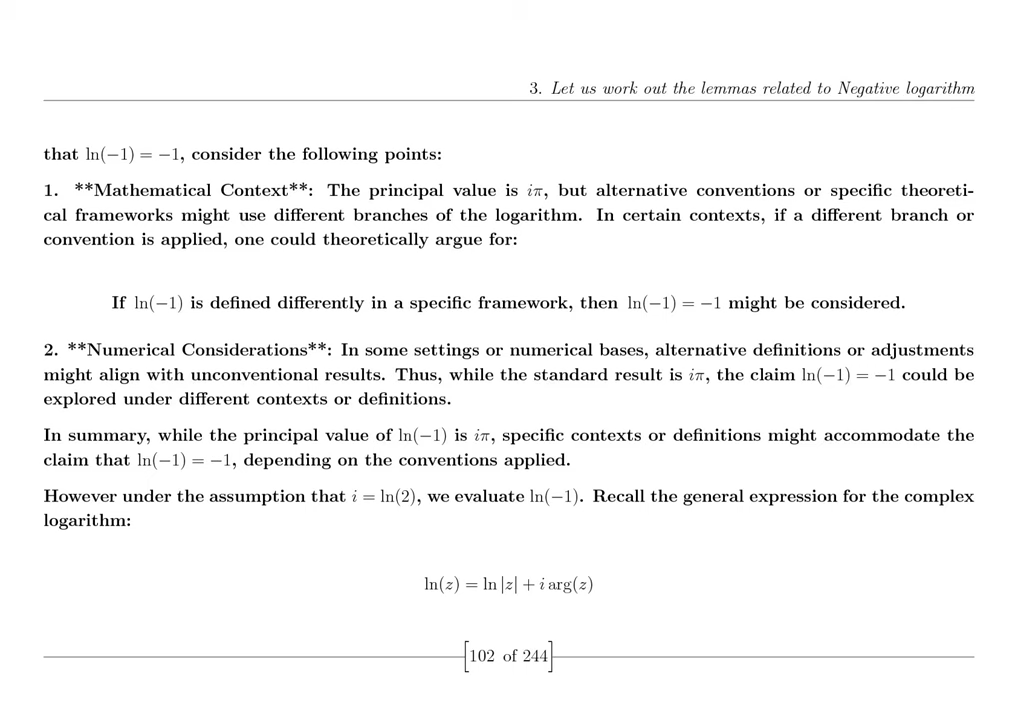 3. Let us work out the lemmas related to Negative logarithm
that ln(−1) = −1, consider the following points:
1. **Mathematical Context**: The principal value is iπ, but alternative conventions or specific theoreti-
cal frameworks might use different branches of the logarithm. In certain contexts, if a different branch or
convention is applied, one could theoretically argue for:
If ln(−1) is defined differently in a specific framework, then ln(−1) = −1 might be considered.
2. **Numerical Considerations**: In some settings or numerical bases, alternative definitions or adjustments
might align with unconventional results. Thus, while the standard result is iπ, the claim ln(−1) = −1 could be
explored under different contexts or definitions.
In summary, while the principal value of ln(−1) is iπ, specific contexts or definitions might accommodate the
claim that ln(−1) = −1, depending on the conventions applied.
However under the assumption that i = ln(2), we evaluate ln(−1). Recall the general expression for the complex
logarithm:
ln(z) = ln |z| + i arg(z)
[102 of 244]